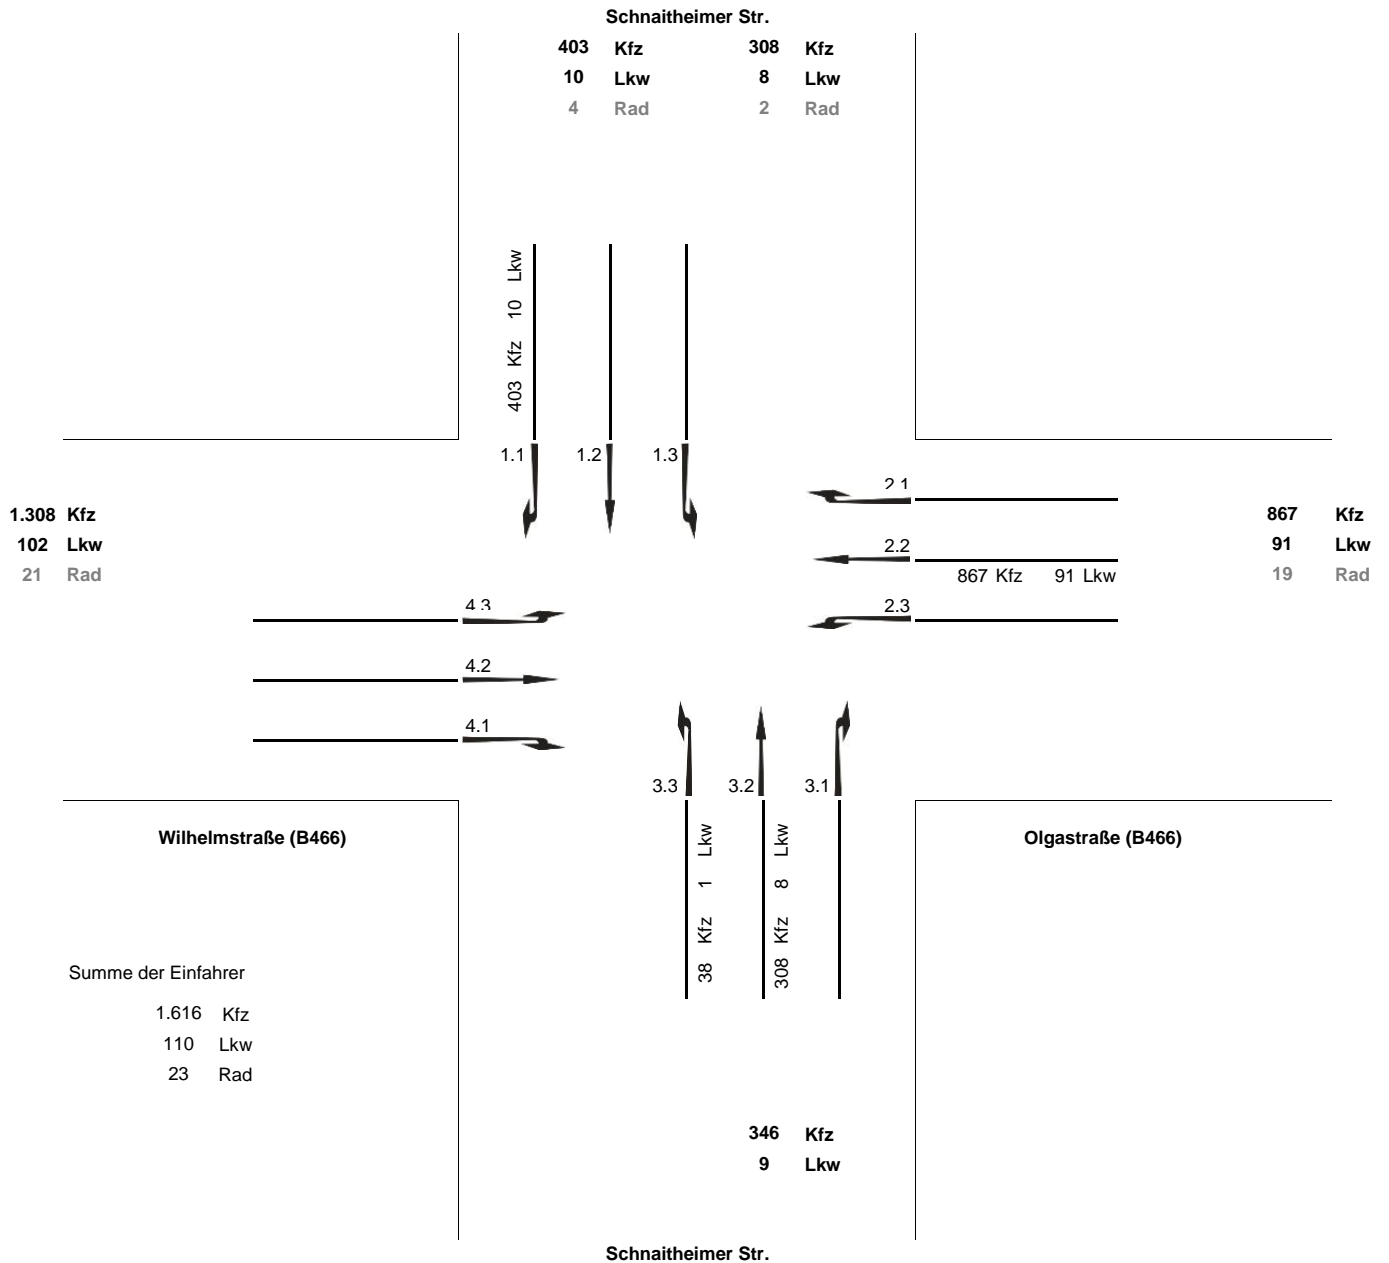 Schnaitheimer Str.
403 Kfz 308 Kfz
10 Lkw 8 Lkw
4 Rad 2 Rad
403 Kfz 10 Lkw
1.1 1.2 1.3
2.1
1.308 Kfz
102 Lkw
21 Rad
867 Kfz
91 Lkw
19 Rad
2.2
867 Kfz 91 Lkw
4.3
2.3
4.2
4.1
3.3 3.2 3.1
38 Kfz 1 Lkw
308 Kfz 8 Lkw
Wilhelmstraße (B466)
Olgastraße (B466)
Summe der Einfahrer
1.616 Kfz
110 Lkw
23 Rad
346 Kfz
9 Lkw
Schnaitheimer Str.